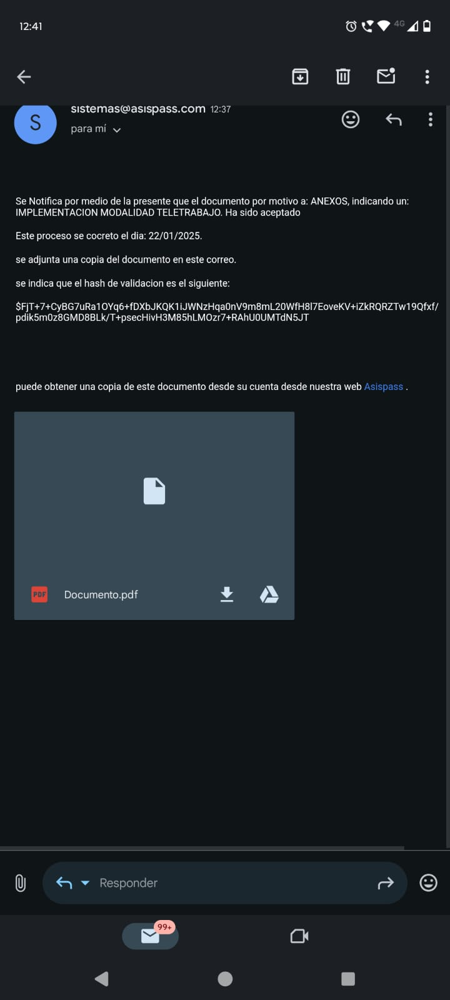 12:41
4G
sistemas@asispass.com 12:37
S
para mí
Se Notifica por medio de la presente que el documento por motivo a: ANEXOS, indicando un:
IMPLEMENTACION MODALIDAD TELETRABAJO. Ha sido aceptado
Este proceso se cocreto el dia: 22/01/2025.
se adjunta una copia del documento en este correo.
se indica que el hash de validacion es el siguiente:
$FjT+7+CyBG7uRa1OYq6+fDXbJKQK1iJWNzHqa0nV9m8mL20WfH8l7EoveKV+iZkRQRZTw19Qfxf/
pdik5m0z8GMD8BLk/T+psecHivH3M85hLMOzr7+RAhU0UMTdN5JT
puede obtener una copia de este documento desde su cuenta desde nuestra web Asispass .
PDF Documento.pdf
Responder
99+